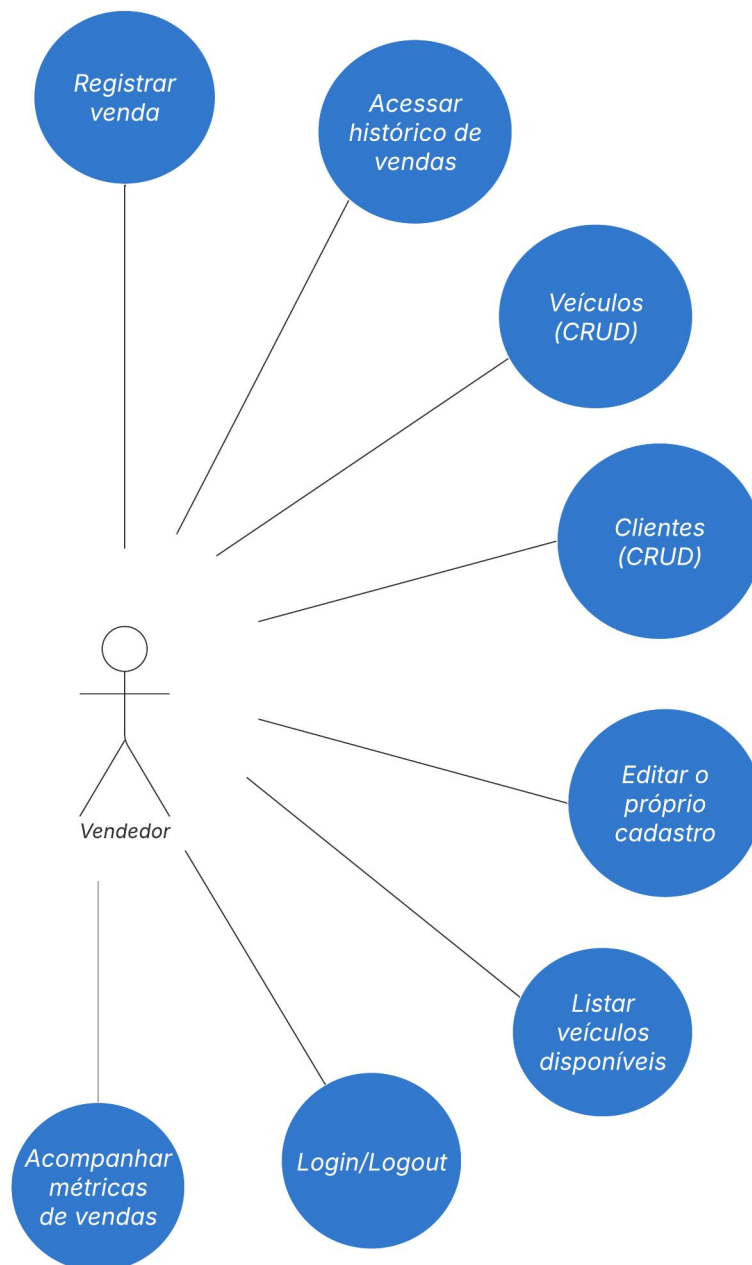 Registrar
venda
Acessar
histórico de
vendas
Veículos
(CRUD)
Clientes
(CRUD)
Editar o
próprio
cadastro
Vendedor
Listar
veículos
disponíveis
Login/Logout
Acompanhar
métricas
de vendas